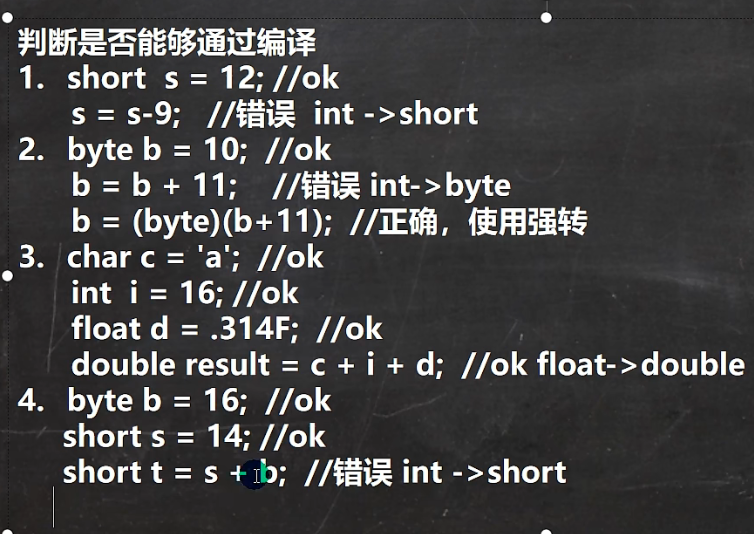 判断是否能够通过编译
1. short s = 12; //ok
s = s-9; //错误 int ->short
2. byte b = 10; //ok
b = b + 11; //错误 int->byte
b = (byte)(b+11); //正确，使用强转
3. char c = 'a'; //ok
int i = 16; //ok
float d = .314F; //ok
double result = c + i + d; //ok float->double
4. byte b = 16; //ok
short s = 14; //ok
short t = s + b; //错误 int ->short